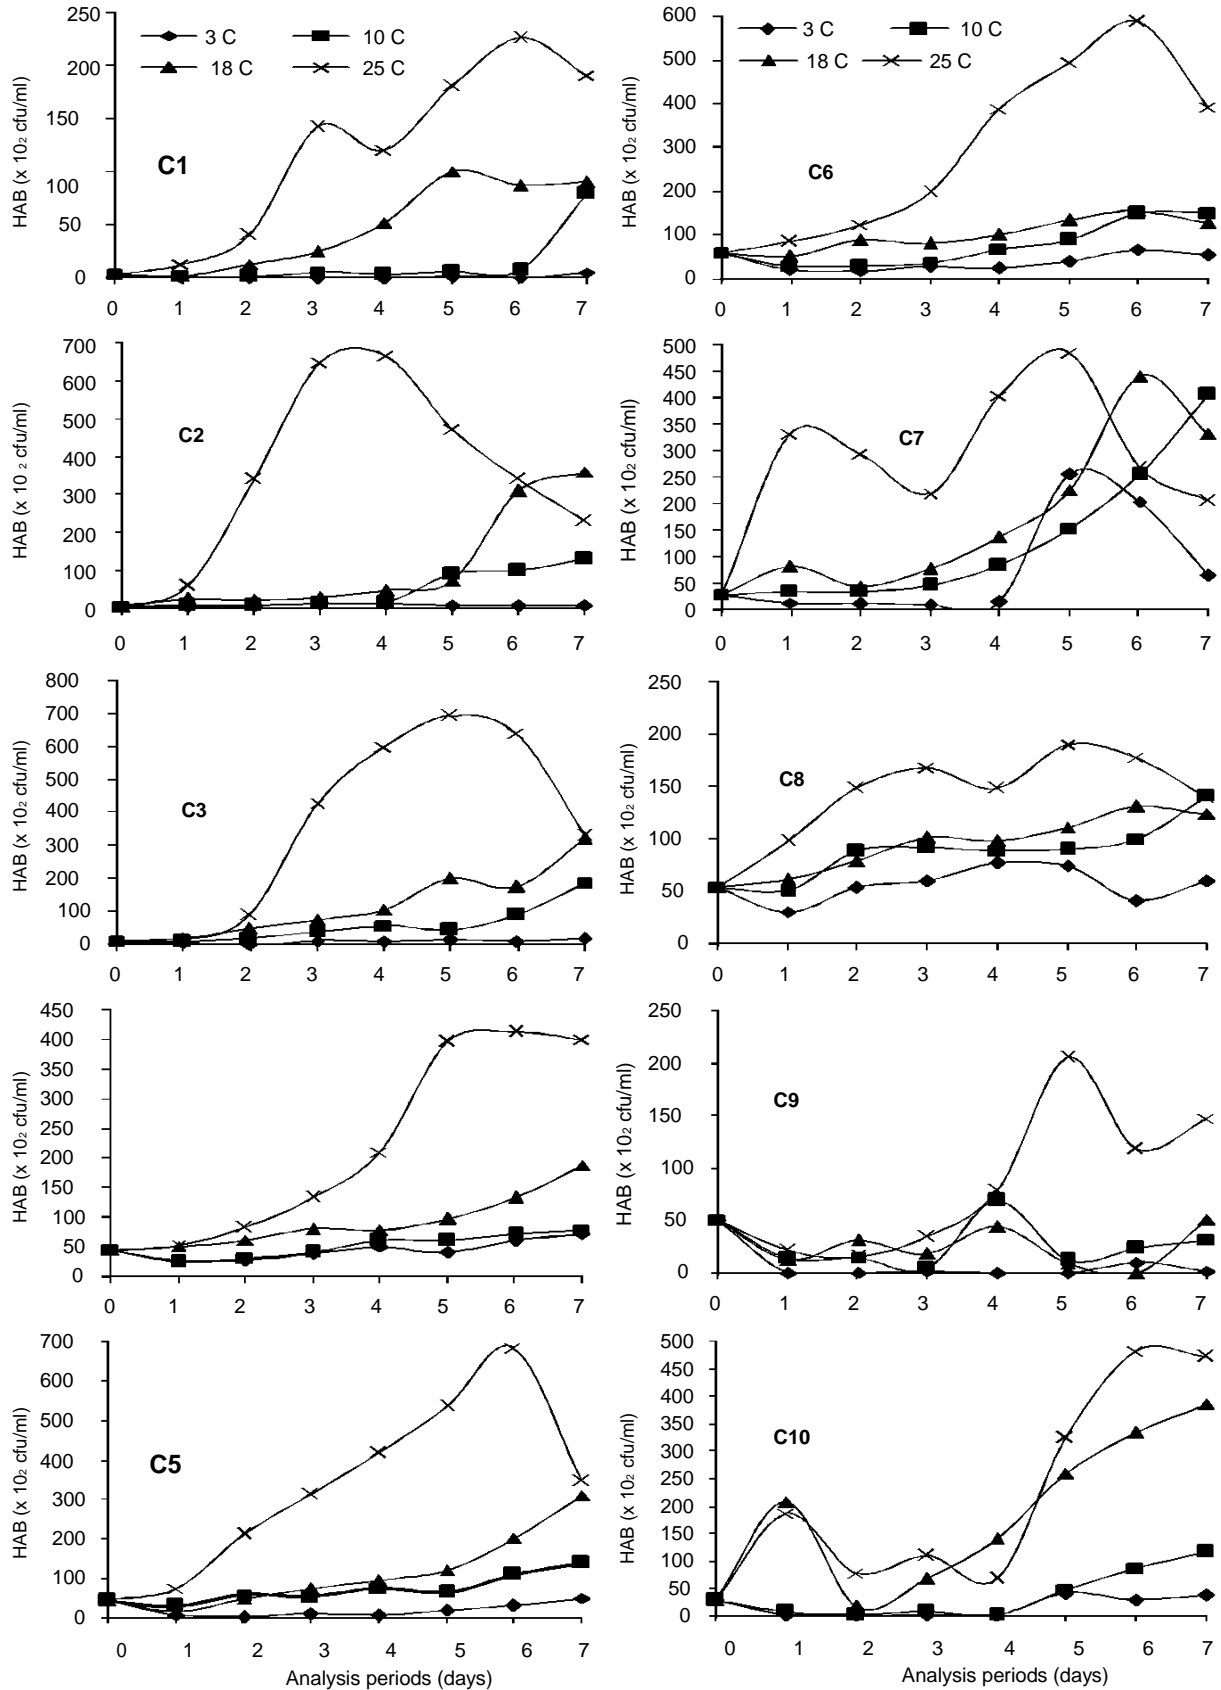 250
200
150
100
50
0
HAB (x 10₂ cfu/ml)
3 C
10 C
18 C
25 C
C1
0 1 2 3 4 5 6 7
600
500
400
300
200
100
0
HAB (x 10₂ cfu/ml)
3 C
10 C
18 C
25 C
C6
0 1 2 3 4 5 6 7
700
600
500
400
300
200
100
0
HAB (x 10 ₂ cfu/ml)
C2
0 1 2 3 4 5 6 7
500
450
400
350
300
250
200
150
100
50
0
HAB (x 10₂ cfu/ml)
C7
0 1 2 3 4 5 6 7
800
700
600
500
400
300
200
100
0
HAB (x 10₂ cfu/ml)
C3
0 1 2 3 4 5 6 7
250
200
150
100
50
0
HAB (x 10₂ cfu/ml)
C8
0 1 2 3 4 5 6 7
450
400
350
300
250
200
150
100
50
0
HAB (x 10₂ cfu/ml)
0 1 2 3 4 5 6 7
250
200
150
100
50
0
HAB (x 10₂ cfu/ml)
C9
0 1 2 3 4 5 6 7
700
600
500
400
300
200
100
0
HAB (x 10₂ cfu/ml)
C5
0 1 2 3 4 5 6 7
Analysis periods (days)
500
450
400
350
300
250
200
150
100
50
0
HAB (x 10₂ cfu/ml)
C10
0 1 2 3 4 5 6 7
Analysis periods (days)